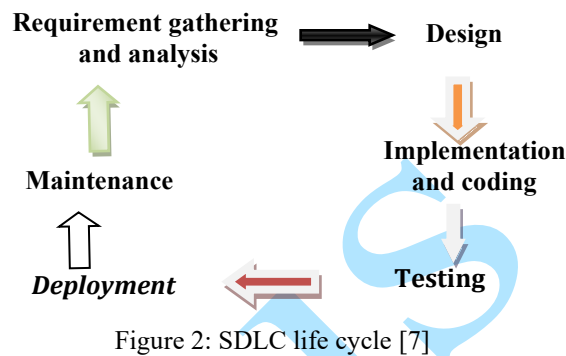 Requirement gathering
and analysis
Design
Implementation
and coding
Testing
Deployment
Maintenance
Figure 2: SDLC life cycle [7]